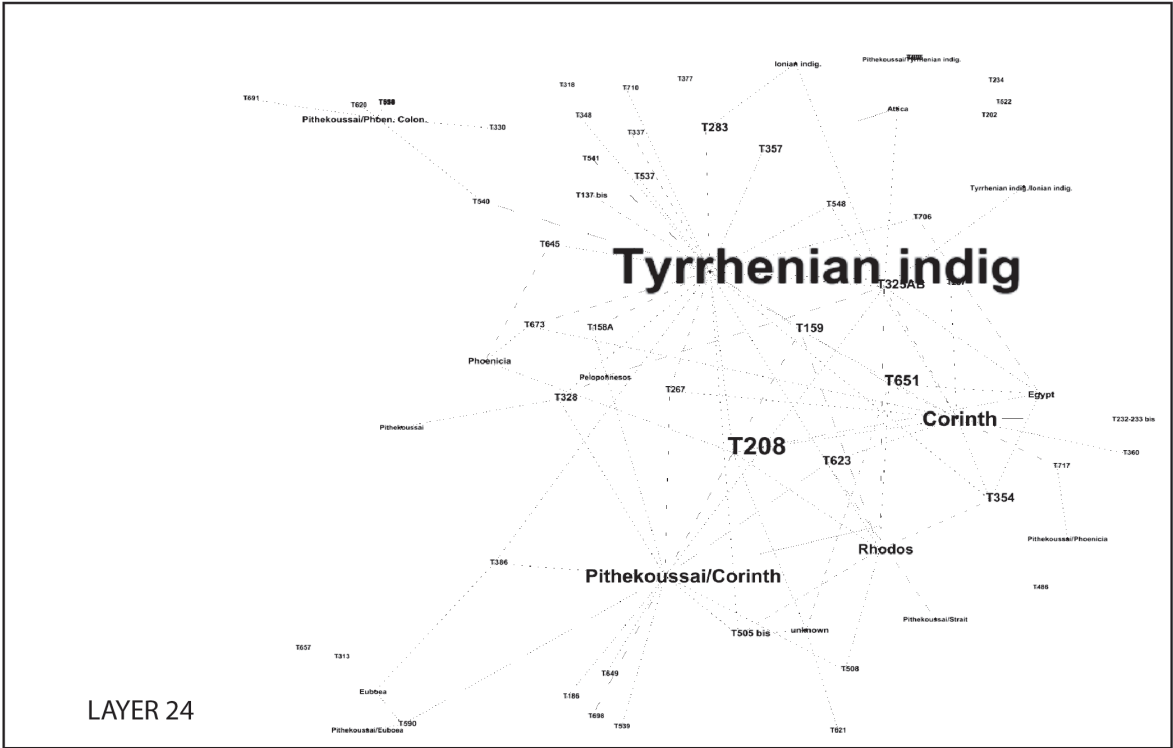 Ionian indig.
Pithekoussai/Tyrrhenian indig.
T377
T234
T318
T710
T691
T620
T522
Attica
T202
T348
Pithekoussai/Phoen. Colon.
T330
T283
T337
T357
T541
T537
Tyrrhenian indig./Ionian indig.
T137 bis
T540
T548
T706
T645
Tyrrhenian indig
T325AB
T673
T158A
T159
Phoenicia
Peloponnesos
T651
T267
Egypt
T328
Corinth
T232-233 bis
Pithekoussai
T208
T360
T623
T717
T354
Pithekoussai/Phoenicia
Rhodos
T386
Pithekoussai/Corinth
T486
Pithekoussai/Strait
T505 bis
unknown
T657
T313
T508
T649
Euboea
T186
LAYER 24
T698
T590
T539
Pithekoussai/Euboea
T621